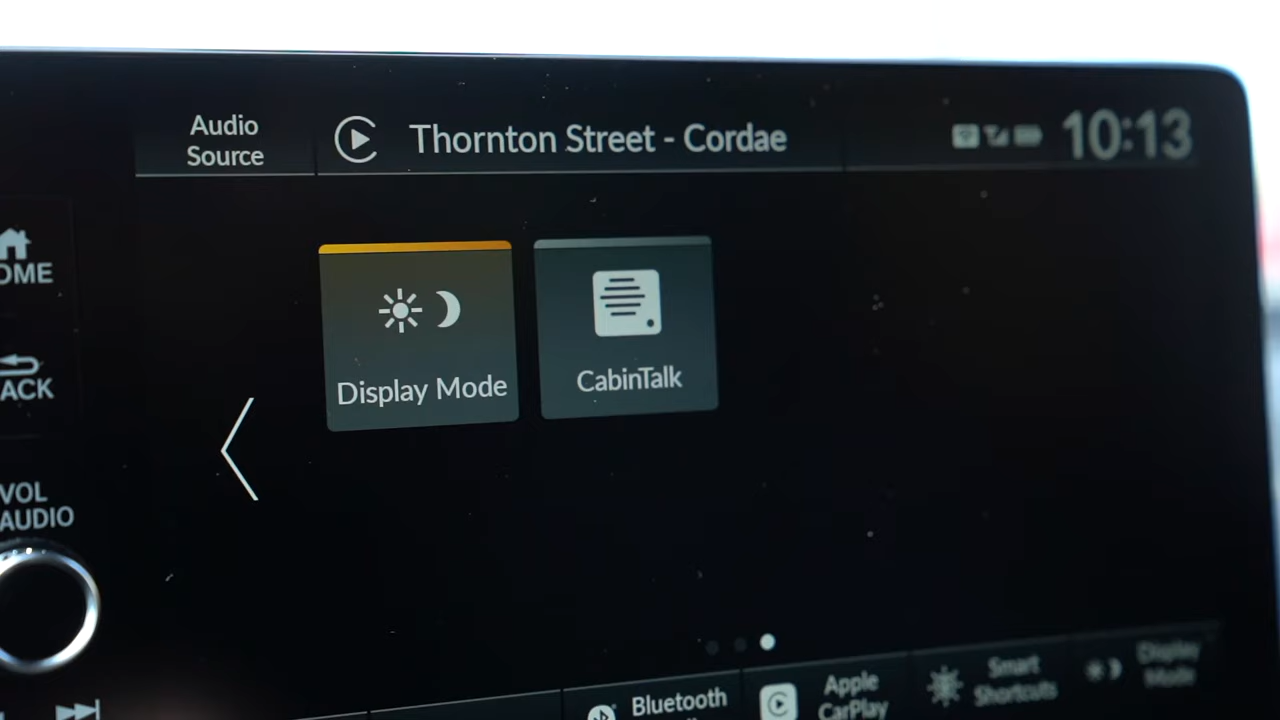 Audio
Source
Thornton Street - Cordae
10:13
OME
ACK
VOL
AUDIO
Display Mode
CabinTalk
Bluetooth
Apple
CarPlay
Smart
Shortcuts
Display
Mode